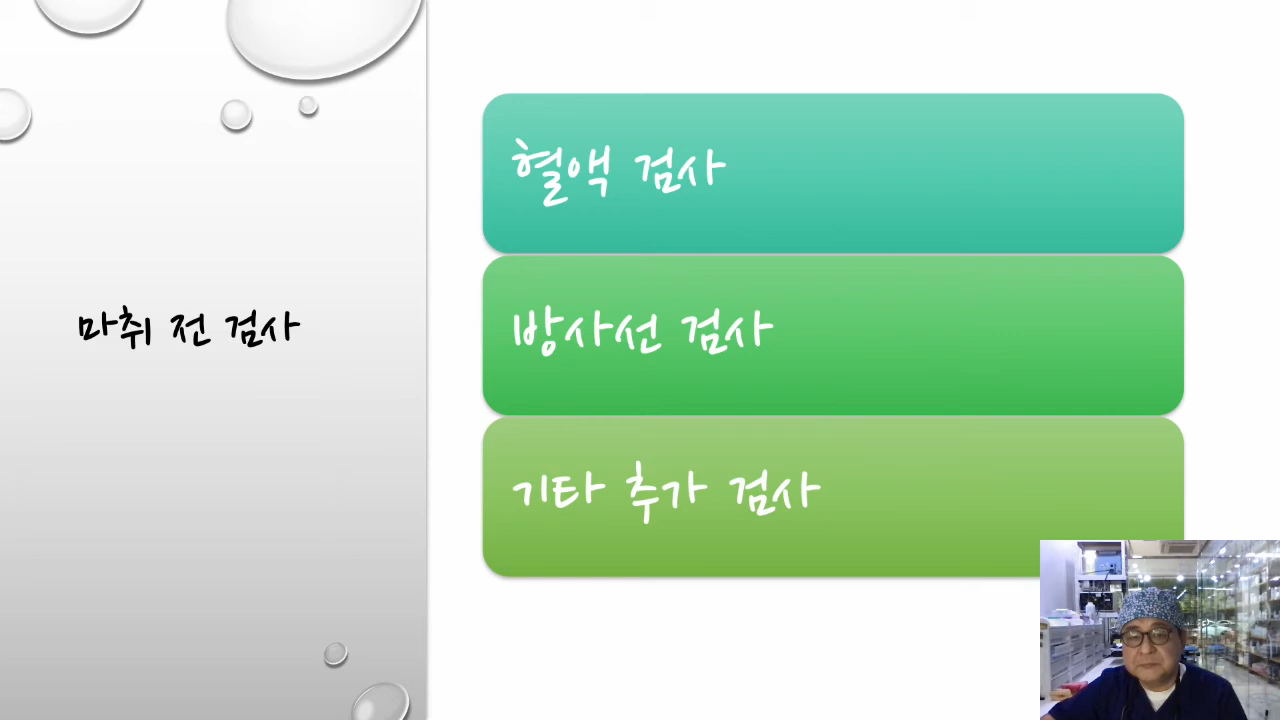 마취 전 검사
혈액 검사
방사선 검사
기타 추가 검사